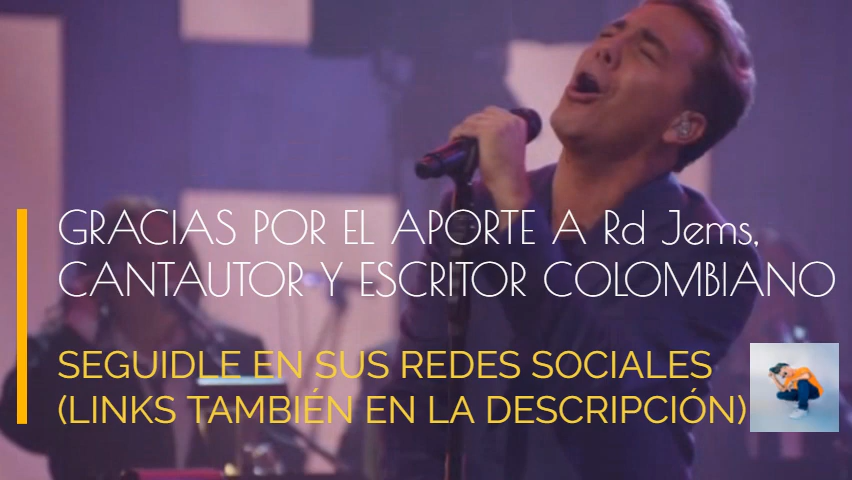 GRACIAS POR EL APORTE A Rd Jems,
CANTAUTOR Y ESCRITOR COLOMBIANO
SEGUIDLE EN SUS REDES SOCIALES
(LINKS TAMBIÉN EN LA DESCRIPCIÓN)